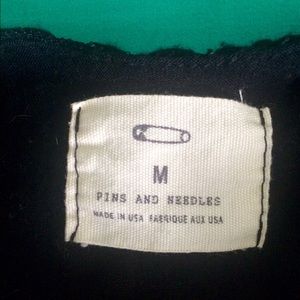 M
PINS AND NEEDLES
MADE IN USA FABRIQUE AUX USA